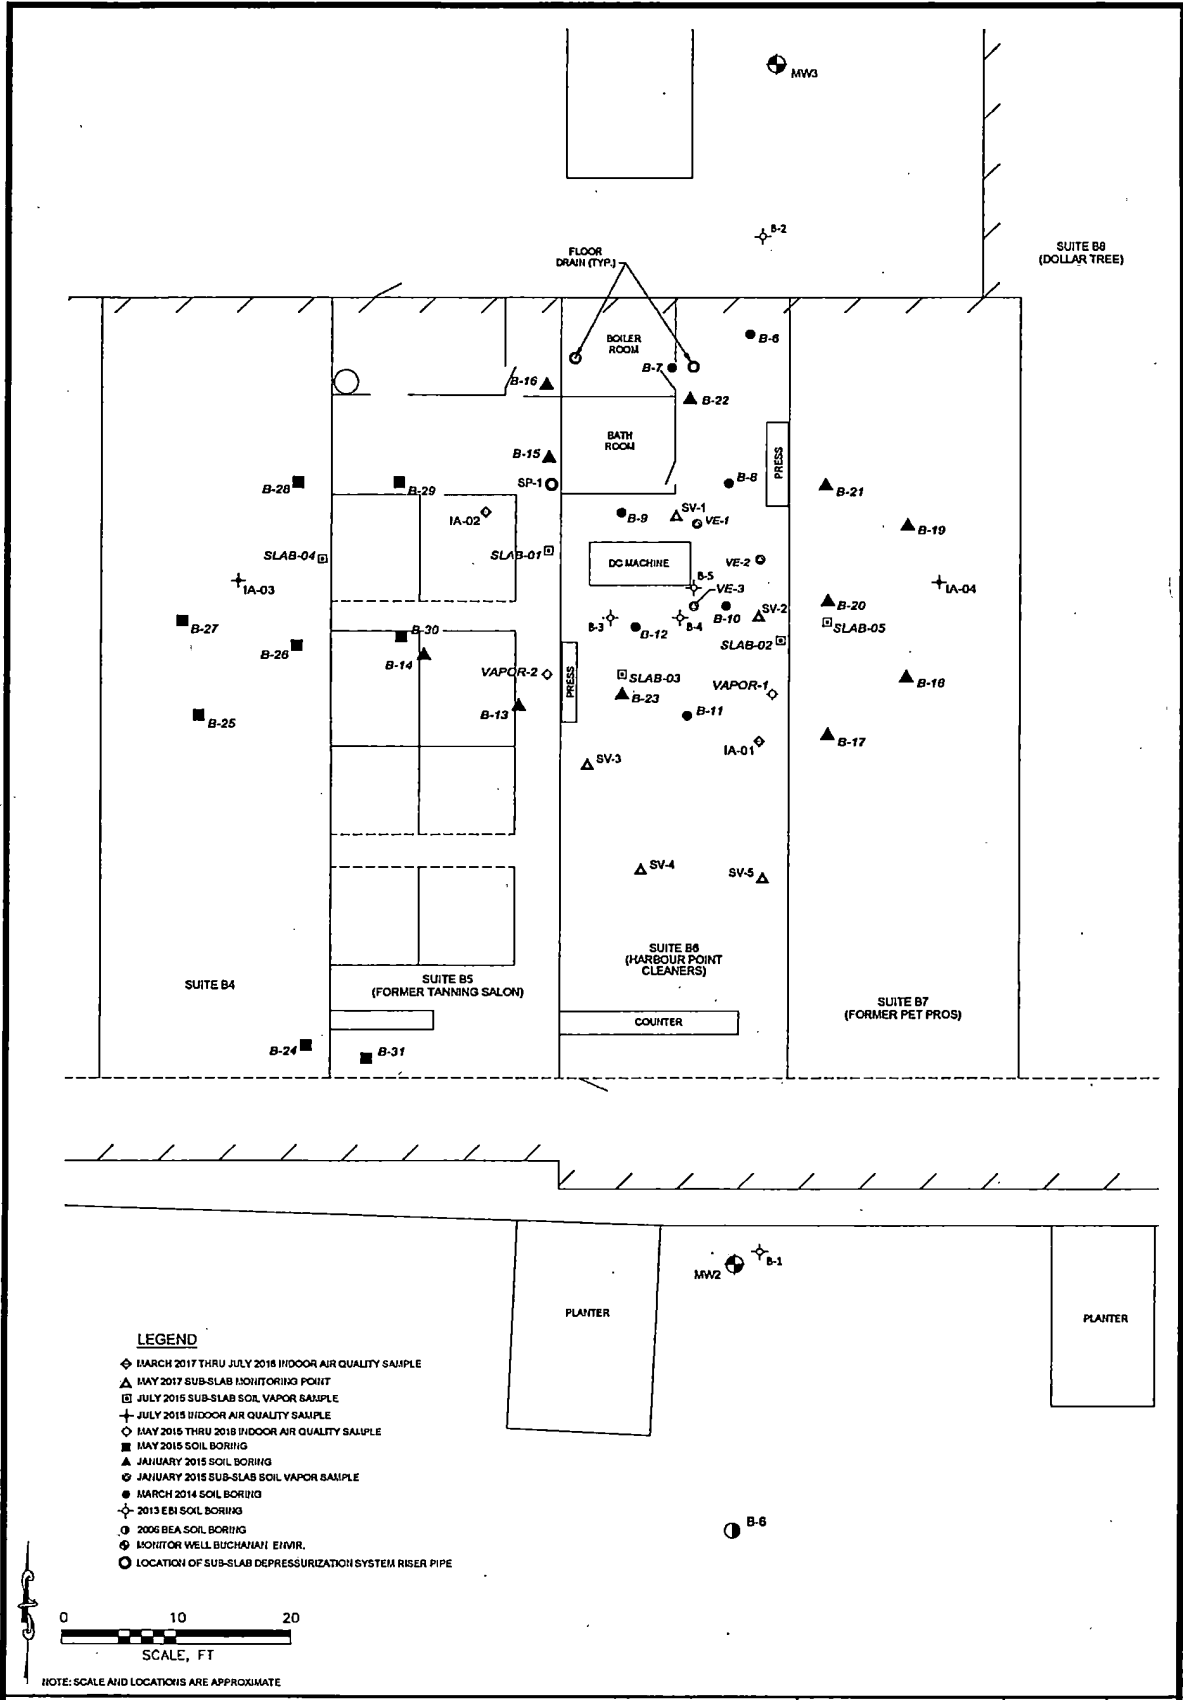 MW3
B-2
SUITE B8
(DOLLAR TREE)
FLOOR
DRAIN (TYP.)
BOILER
ROOM
B-6
B-7
B-16
B-22
BATH
ROOM
PRESS
B-15
SP-1
B-8
B-28
B-29
B-21
IA-02
B-9
SV-1
VE-1
B-19
SLAB-04
SLAB-01
DC MACHINE
VE-2
B-5
IA-03
VE-3
IA-04
B-27
B-30
B-3
B-12
B-4
B-10
SV-2
B-20
SLAB-05
B-26
B-14
SLAB-02
VAPOR-2
PRESS
SLAB-03
VAPOR-1
B-18
B-25
B-13
B-23
B-11
B-17
IA-01
SV-3
SV-4
SV-5
SUITE B6
(HARBOUR POINT
CLEANERS)
SUITE B4
SUITE B5
(FORMER TANNING SALON)
SUITE B7
(FORMER PET PROS)
COUNTER
B-24
B-31
B-1
MW2
PLANTER
PLANTER
LEGEND
MARCH 2017 THRU JULY 2018 INDOOR AIR QUALITY SAMPLE
MAY 2017 SUB-SLAB MONITORING POINT
JULY 2015 SUB-SLAB SOIL VAPOR SAMPLE
JULY 2015 INDOOR AIR QUALITY SAMPLE
MAY 2015 THRU 2016 INDOOR AIR QUALITY SAMPLE
MAY 2015 SOIL BORING
JANUARY 2015 SOIL BORING
JANUARY 2015 SUB-SLAB SOIL VAPOR SAMPLE
MARCH 2014 SOIL BORING
2013 EBI SOIL BORING
2006 BEA SOIL BORING
MONITOR WELL BUCHANAN ENVIR.
LOCATION OF SUB-SLAB DEPRESSURIZATION SYSTEM RISER PIPE
B-6
0 10 20
SCALE, FT
NOTE: SCALE AND LOCATIONS ARE APPROXIMATE